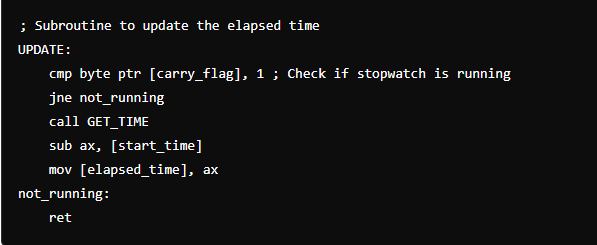 ; Subroutine to update the elapsed time
UPDATE:
    cmp byte ptr [carry_flag], 1 ; Check if stopwatch is running
    jne not_running
    call GET_TIME
    sub ax, [start_time]
    mov [elapsed_time], ax
not_running:
    ret